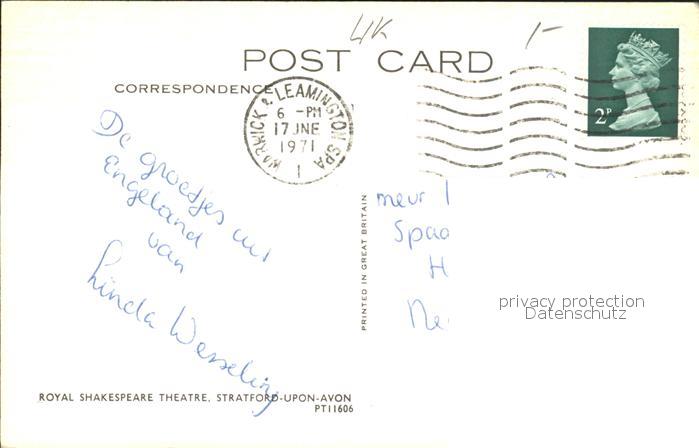 UK
1-
POST CARD
CORRESPONDENCE
WARWICK & LEAMINGTON SPA
6 - PM
17 JNE
1971
1
2P
De groetjes uit
Engeland
van
Linda Wesseling
PRINTED IN GREAT BRITAIN
meur
Spaa
H
Ne
privacy protection
Datenschutz
ROYAL SHAKESPEARE THEATRE, STRATFORD-UPON-AVON
PT11606